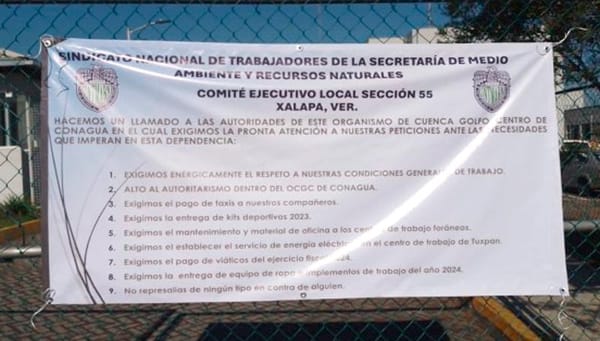 SINDICATO NACIONAL DE TRABAJADORES DE LA SECRETARÍA DE MEDIO
AMBIENTE Y RECURSOS NATURALES
COMITÉ EJECUTIVO LOCAL SECCIÓN 55
XALAPA, VER.
HACEMOS UN LLAMADO A LAS AUTORIDADES DE ESTE ORGANISMO DE CUENCA GOLFO CENTRO DE
CONAGUA EN EL CUAL EXIGIMOS LA PRONTA ATENCIÓN A NUESTRAS PETICIONES ANTE LAS NECESIDADES
QUE IMPERAN EN ESTA DEPENDENCIA:
1. EXIGIMOS ENÉRGICAMENTE EL RESPETO A NUESTRAS CONDICIONES GENERALES DE TRABAJO.
2. ALTO AL AUTORITARISMO DENTRO DEL OCGC DE CONAGUA.
3. Exigimos el pago de taxis a nuestros compañeros.
4. Exigimos la entrega de kits deportivos 2023.
5. Exigimos el mantenimiento y material de oficina a los centros de trabajo foráneos.
6. Exigimos el establecer el servicio de energía eléctrica en el centro de trabajo de Tuxpan.
7. Exigimos el pago de viáticos del ejercicio fiscal 2024.
8. Exigimos la entrega de equipo de ropa complementos de trabajo del año 2024.
9. No represalias de ningún tipo en contra de alguien.